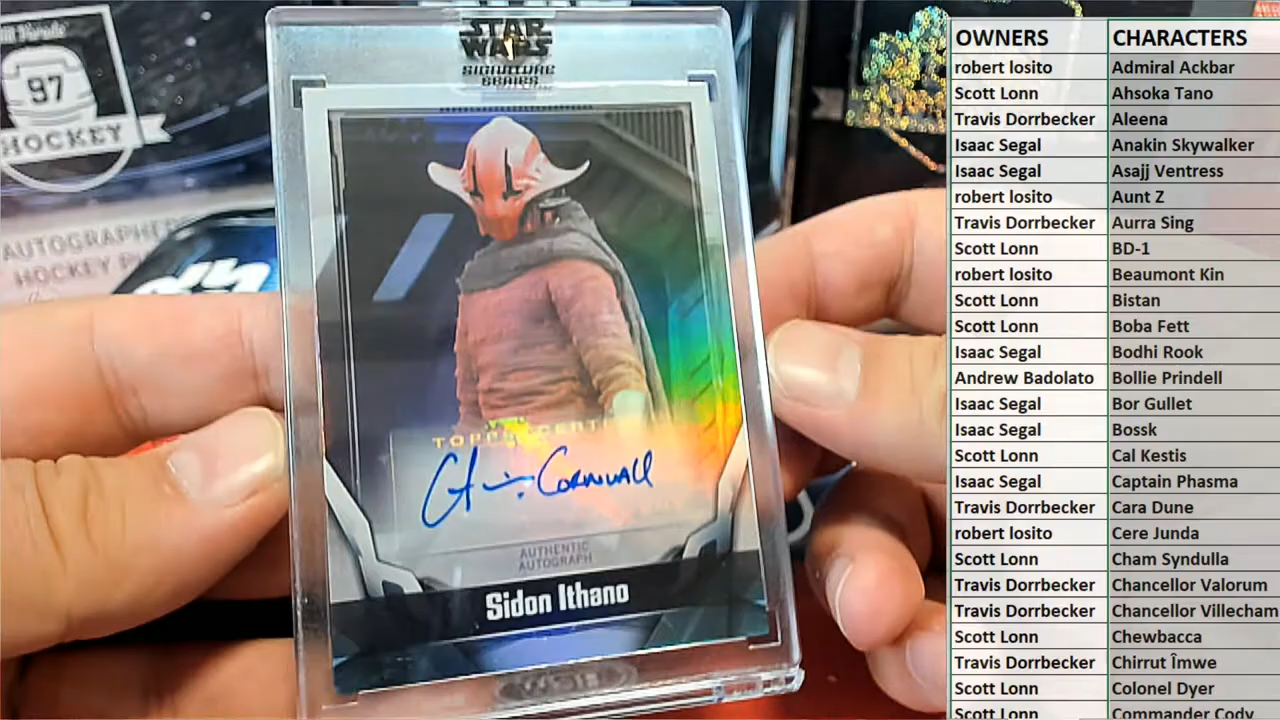 97
HOCKEY
AUTOGRAPHED
HOCKEY
STAR
WARS
SIGNATURE
SERIES
TOPPS CERTI
Cornwall
AUTHENTIC
AUTOGRAPH
Sidon Ithano
OWNERS CHARACTERS
robert losito Admiral Ackbar
Scott Lonn Ahsoka Tano
Travis Dorrbecker Aleena
Isaac Segal Anakin Skywalker
Isaac Segal Asajj Ventress
robert losito Aunt Z
Travis Dorrbecker Aurra Sing
Scott Lonn BD-1
robert losito Beaumont Kin
Scott Lonn Bistan
Scott Lonn Boba Fett
Isaac Segal Bodhi Rook
Andrew Badolato Bollie Prindell
Isaac Segal Bor Gullet
Isaac Segal Bossk
Scott Lonn Cal Kestis
Isaac Segal Captain Phasma
Travis Dorrbecker Cara Dune
robert losito Cere Junda
Scott Lonn Cham Syndulla
Travis Dorrbecker Chancellor Valorum
Travis Dorrbecker Chancellor Villecham
Scott Lonn Chewbacca
Travis Dorrbecker Chirrut Îmwe
Scott Lonn Colonel Dyer
Scott Lonn Commander Cody